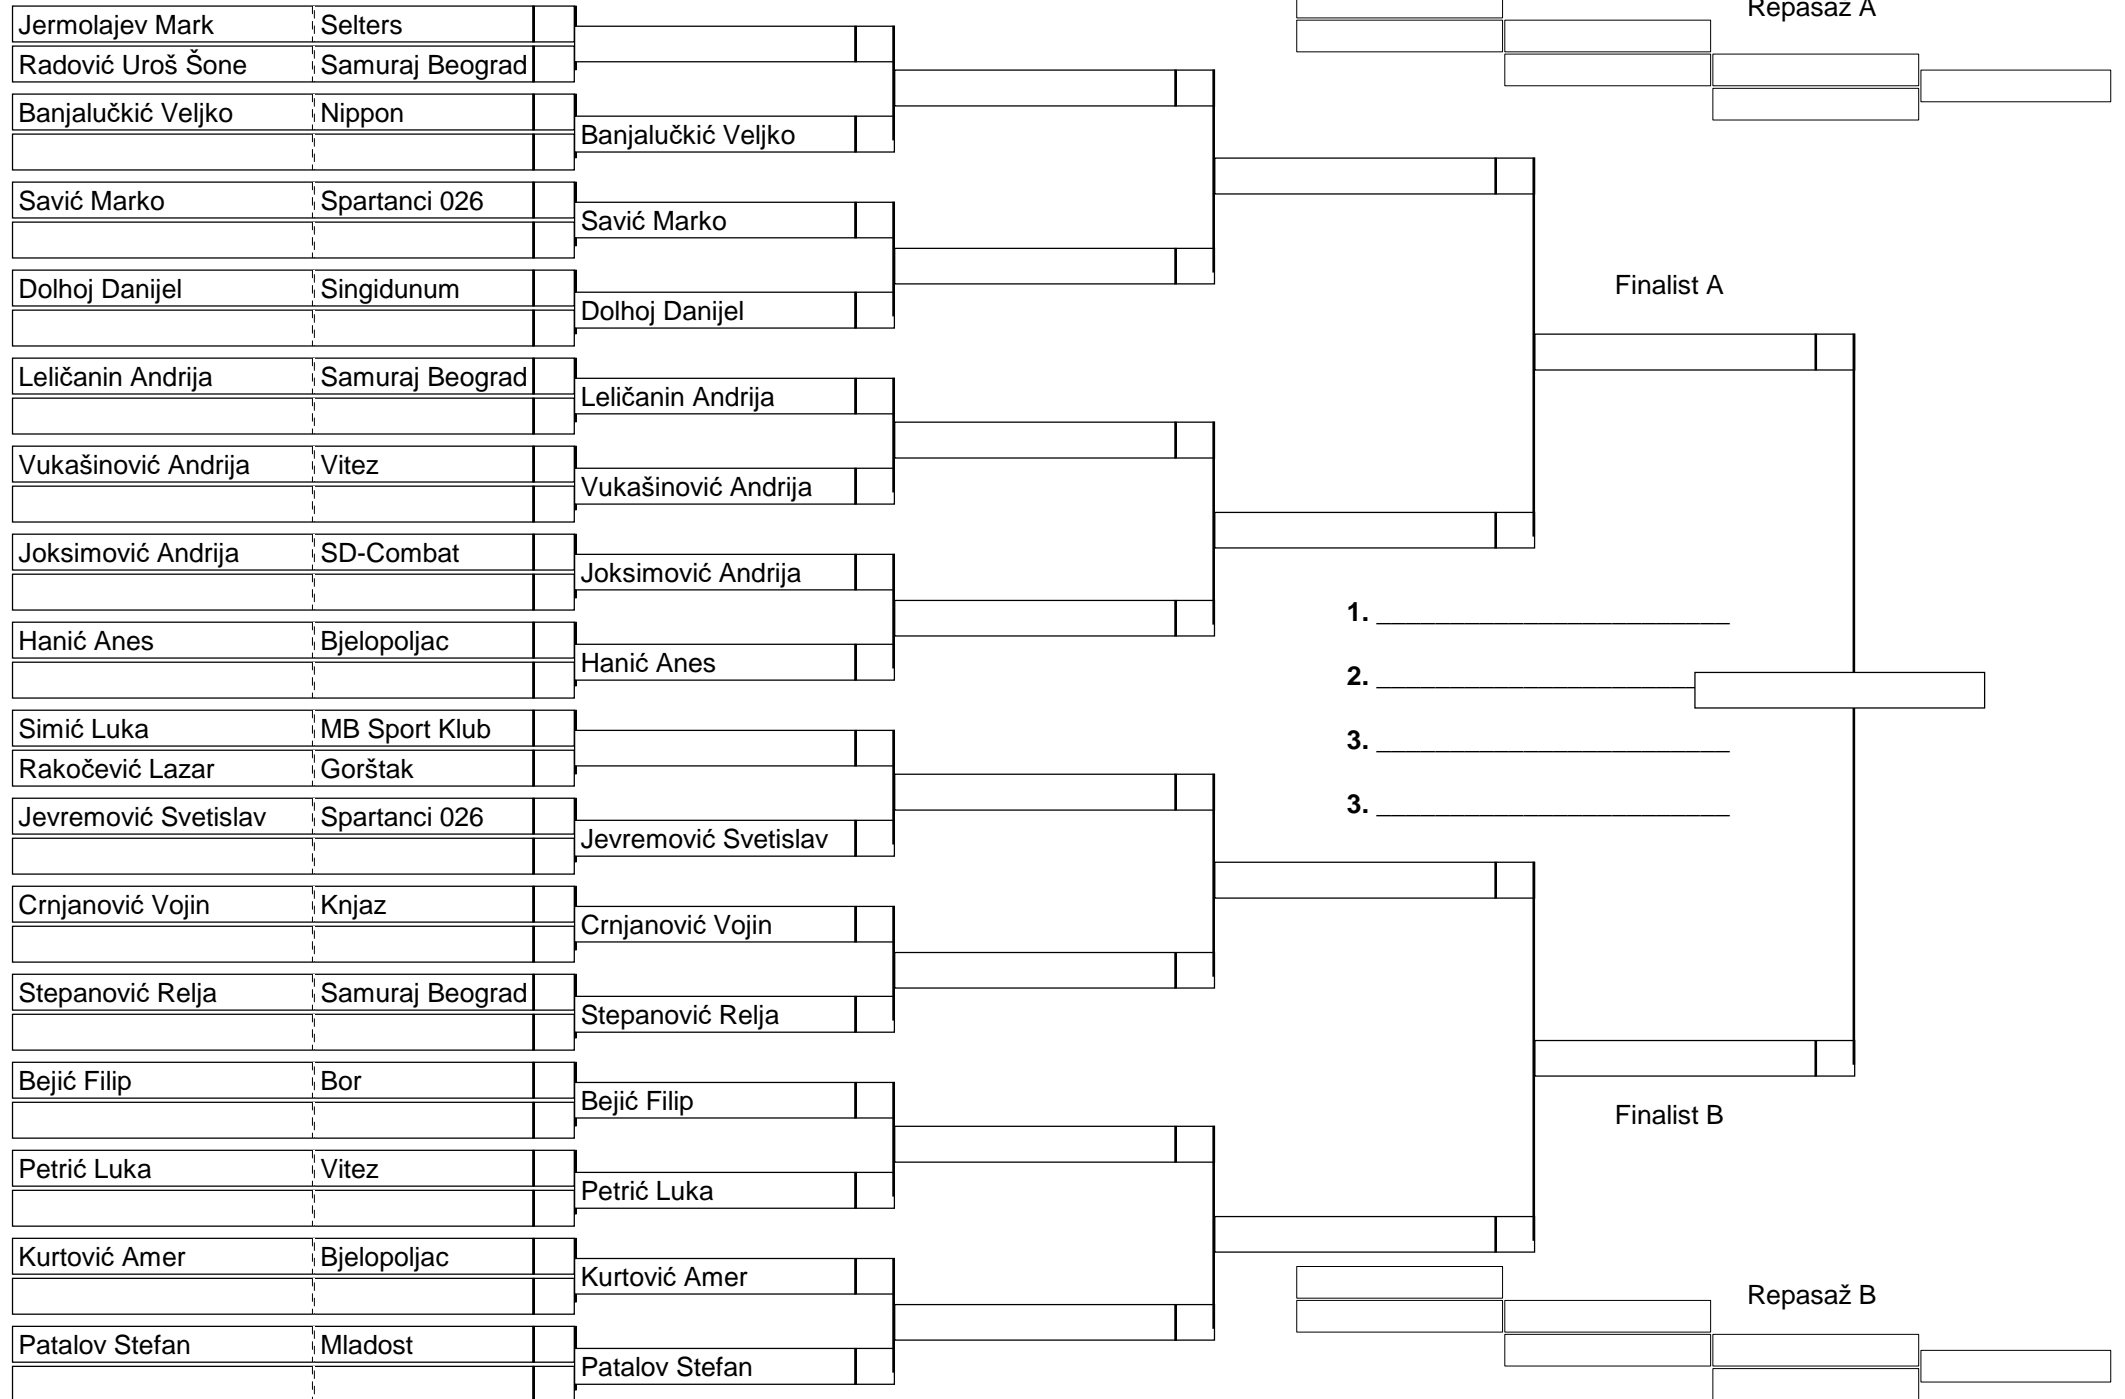 Jermolajev Mark Selters
Radović Uroš Šone Samuraj Beograd
Banjalučkić Veljko Nippon
Savić Marko Spartanci 026
Dolhoj Danijel Singidunum
Leličanin Andrija Samuraj Beograd
Vukašinović Andrija Vitez
Joksimović Andrija SD-Combat
Hanić Anes Bjelopoljac
Simić Luka MB Sport Klub
Rakočević Lazar Gorštak
Jevremović Svetislav Spartanci 026
Crnjanović Vojin Knjaz
Stepanović Relja Samuraj Beograd
Bejić Filip Bor
Petrić Luka Vitez
Kurtović Amer Bjelopoljac
Patalov Stefan Mladost
Banjalučkić Veljko
Savić Marko
Dolhoj Danijel
Leličanin Andrija
Vukašinović Andrija
Joksimović Andrija
Hanić Anes
Jevremović Svetislav
Crnjanović Vojin
Stepanović Relja
Bejić Filip
Petrić Luka
Kurtović Amer
Patalov Stefan
Repasaž A
Finalist A
1. ________________________
2. ________________________
3. ________________________
3. ________________________
Finalist B
Repasaž B